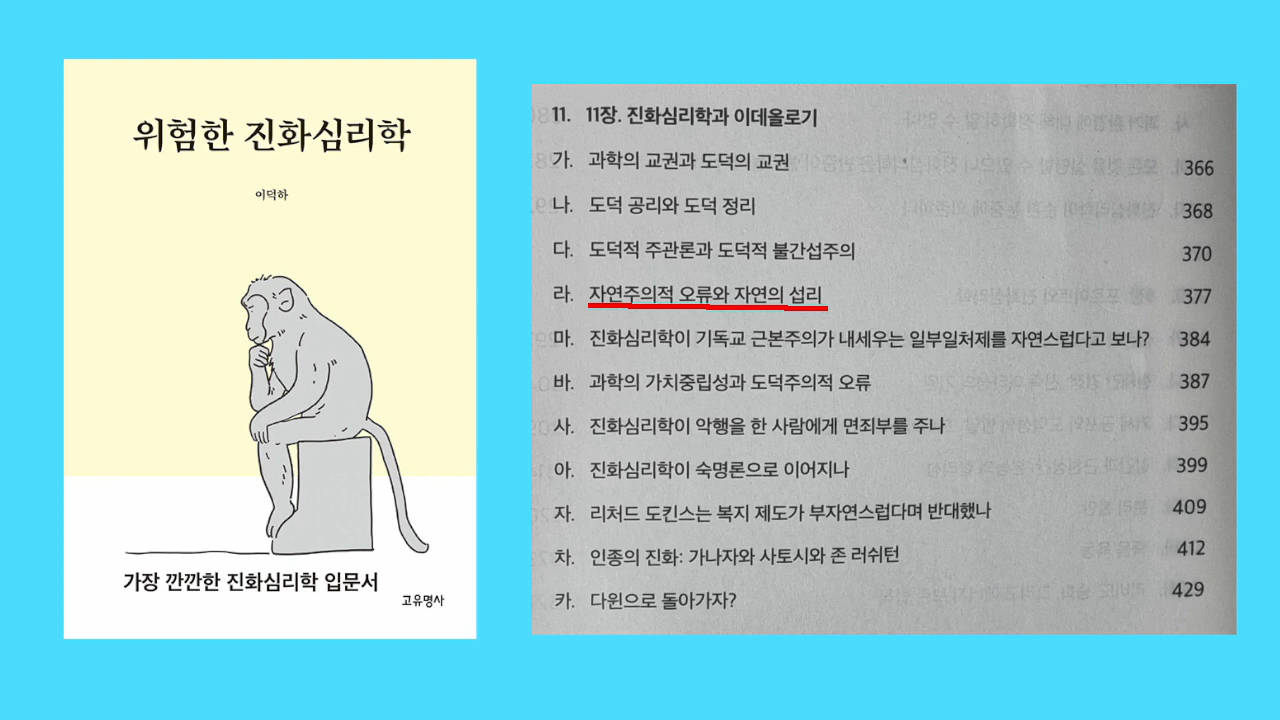 위험한 진화심리학
이덕하
가장 깐깐한 진화심리학 입문서
고유명사
11. 11장. 진화심리학과 이데올로기
가. 과학의 교권과 도덕의 교권 366
나. 도덕 공리와 도덕 정리 368
다. 도덕적 주관론과 도덕적 불간섭주의 370
라. 자연주의적 오류와 자연의 섭리 377
마. 진화심리학이 기독교 근본주의가 내세우는 일부일처제를 자연스럽다고 보나? 384
바. 과학의 가치중립성과 도덕주의적 오류 387
사. 진화심리학이 악행을 한 사람에게 면죄부를 주나 395
아. 진화심리학이 숙명론으로 이어지나 399
자. 리처드 도킨스는 복지 제도가 부자연스럽다며 반대했나 409
차. 인종의 진화: 가나자와 사토시와 존 러쉬턴 412
카. 다윈으로 돌아가자? 429